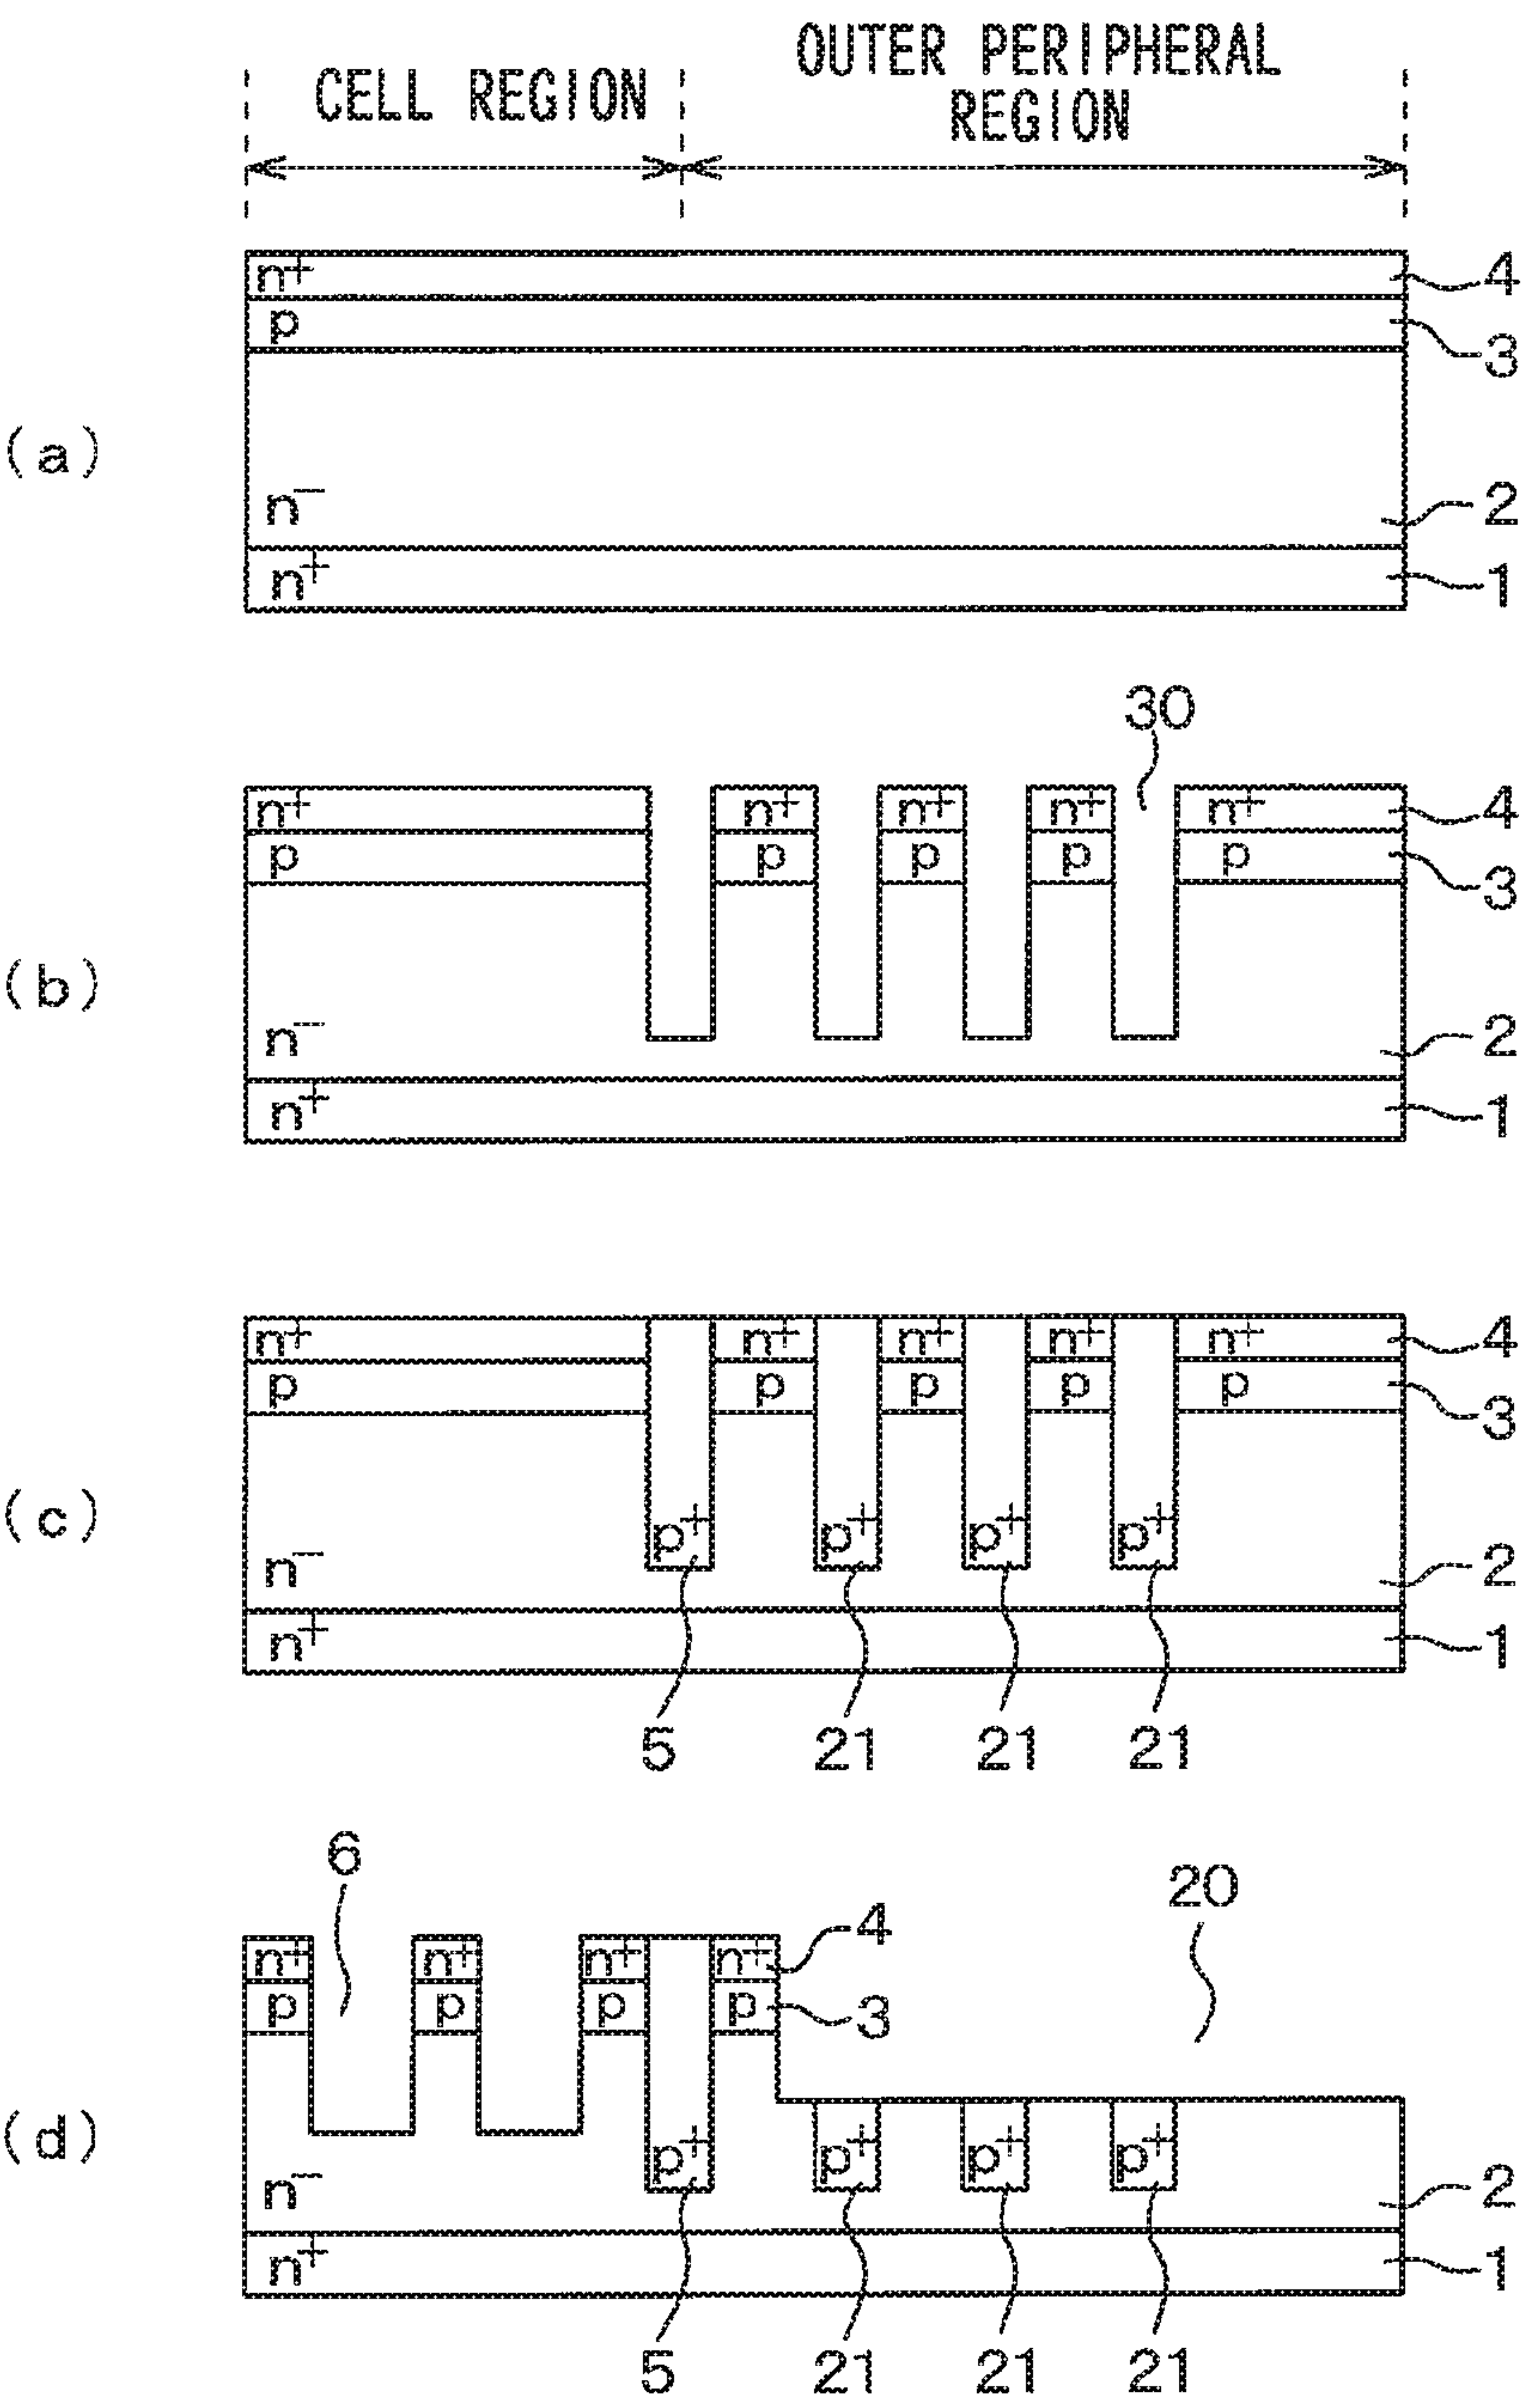 CELL REGION
OUTER PERIPHERAL
REGION
(a)
n+ 4
p 3
n− 2
n+ 1
(b)
30
n+ n+ n+ n+ n+ 4
p p p p p 3
n− 2
n+ 1
(c)
n+ n+ n+ n+ n+ 4
p p p p p 3
p+ p+ p+ p+
n− 2
n+ 1
5 21 21 21
(d)
6 20
n+ n+ n+ n+ 4
p p p p 3
p+ p+ p+ p+
n− 2
n+ 1
5 21 21 21